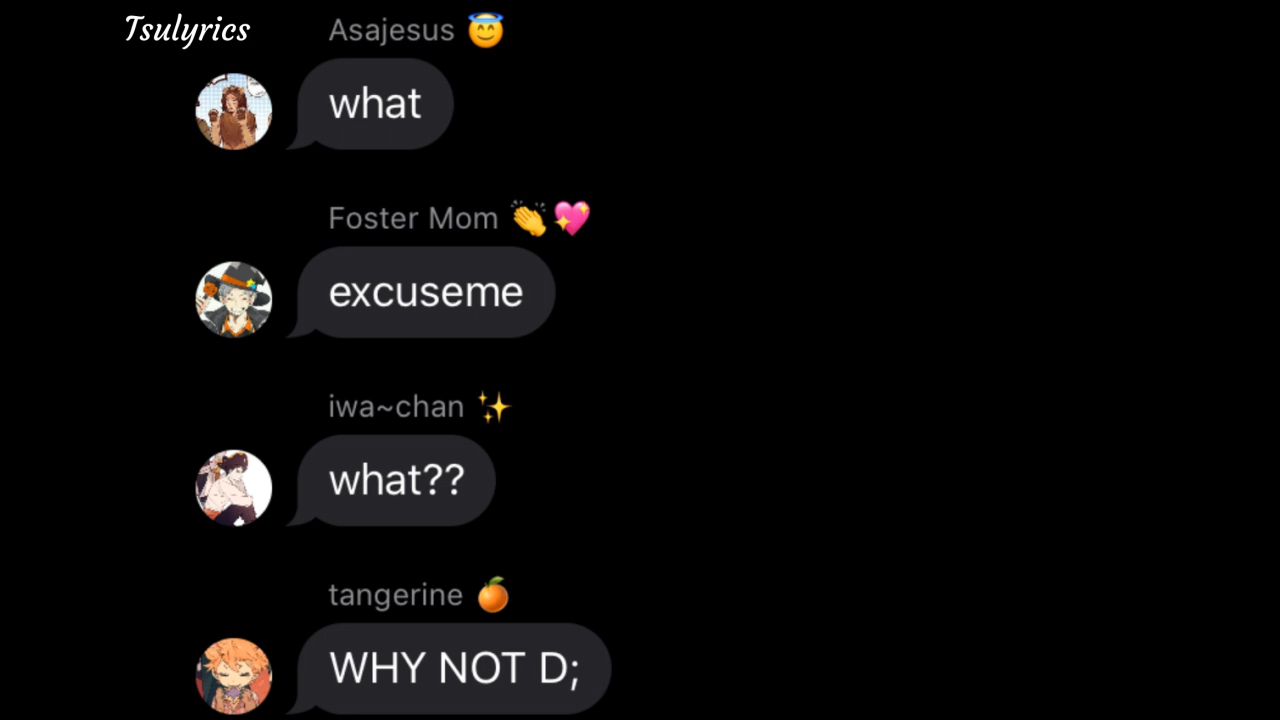 Tsulyrics
Asajesus 😇
what
Foster Mom 👏💖
excuseme
iwa~chan ✨
what??
tangerine 🍊
WHY NOT D;